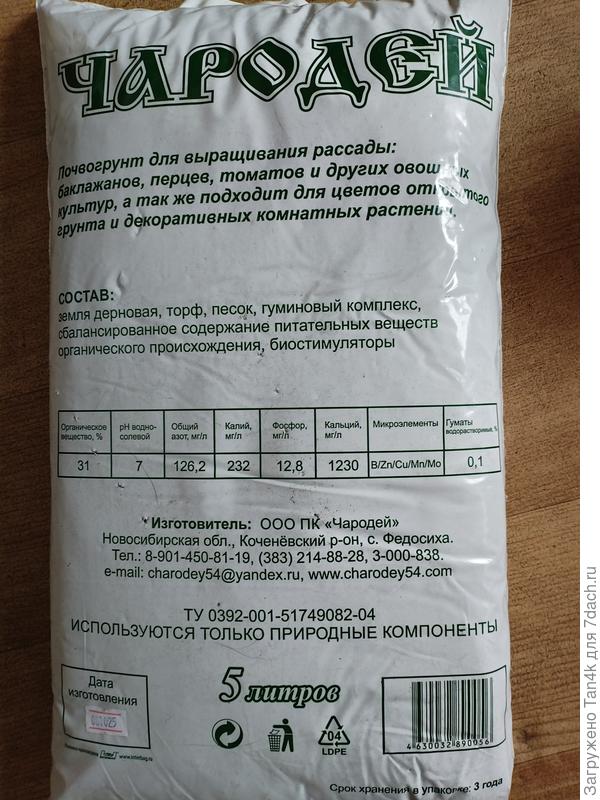 ЧАРОДЕЙ
Почвогрунт для выращивания рассады:
баклажанов, перцев, томатов и других овощных
культур, а так же подходит для цветов открытого
грунта и декоративных комнатных растений.
СОСТАВ:
земля дерновая, торф, песок, гуминовый комплекс,
сбалансированное содержание питательных веществ
органического происхождения, биостимуляторы
Органическое вещество, % pH водно-солевой Общий азот, мг/л Калий, мг/л Фосфор, мг/л Кальций, мг/л Микроэлементы Гуматы водорастворимые, %
31 7 126,2 232 12,8 1230 B/Zn/Cu/Mn/Mo 0,1
Изготовитель: ООО ПК «Чародей»
Новосибирская обл., Коченёвский р-он, с. Федосиха.
Тел.: 8-901-450-81-19, (383) 214-88-28, 3-000-838.
e-mail: charodey54@yandex.ru, www.charodey54.com
ТУ 0392-001-51749082-04
ИСПОЛЬЗУЮТСЯ ТОЛЬКО ПРИРОДНЫЕ КОМПОНЕНТЫ
Дата
изготовления
5 литров
04
LDPE
4 630032 890056
Срок хранения в упаковке: 3 года
Загружено Tan4k для 7dach.ru